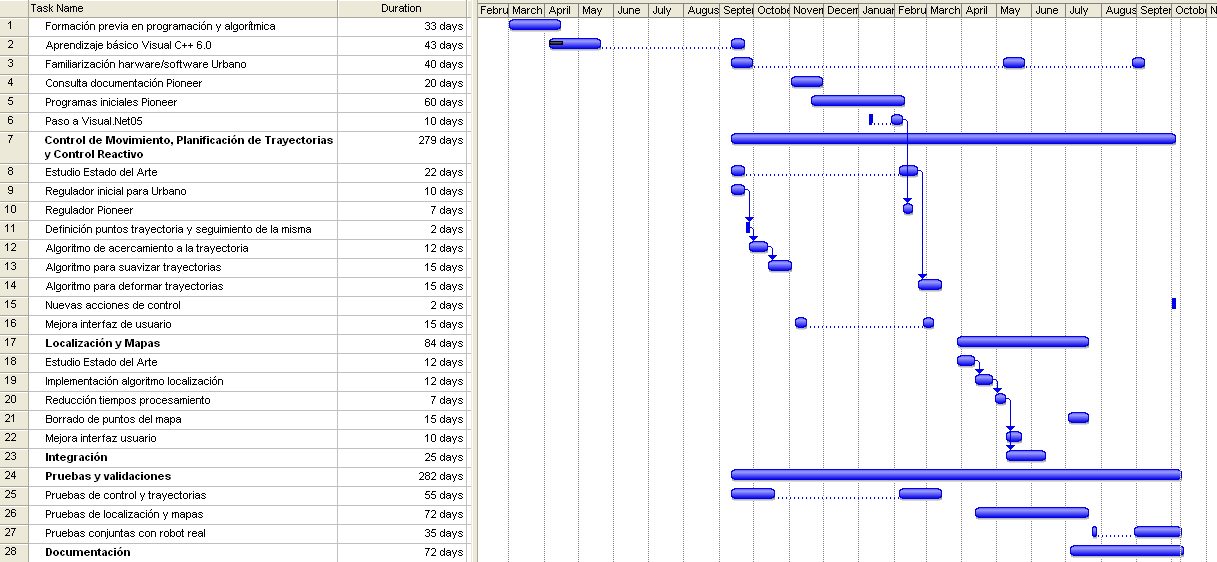 Task Name Duration Febru March April May June July Augus Septe Octobe Novem Decem Januar Febru March April May June July Augus Septer Octobe N
1 Formación previa en programación y algorítmica 33 days
2 Aprendizaje básico Visual C++ 6.0 43 days
3 Familiarización harware/software Urbano 40 days
4 Consulta documentación Pioneer 20 days
5 Programas iniciales Pioneer 60 days
6 Paso a Visual.Net05 10 days
7 Control de Movimiento, Planificación de Trayectorias 279 days
y Control Reactivo
8 Estudio Estado del Arte 22 days
9 Regulador inicial para Urbano 10 days
10 Regulador Pioneer 7 days
11 Definición puntos trayectoria y seguimiento de la misma 2 days
12 Algoritmo de acercamiento a la trayectoria 12 days
13 Algoritmo para suavizar trayectorias 15 days
14 Algoritmo para deformar trayectorias 15 days
15 Nuevas acciones de control 2 days
16 Mejora interfaz de usuario 15 days
17 Localización y Mapas 84 days
18 Estudio Estado del Arte 12 days
19 Implementación algoritmo localización 12 days
20 Reducción tiempos procesamiento 7 days
21 Borrado de puntos del mapa 15 days
22 Mejora interfaz usuario 10 days
23 Integración 25 days
24 Pruebas y validaciones 282 days
25 Pruebas de control y trayectorias 55 days
26 Pruebas de localización y mapas 72 days
27 Pruebas conjuntas con robot real 35 days
28 Documentación 72 days